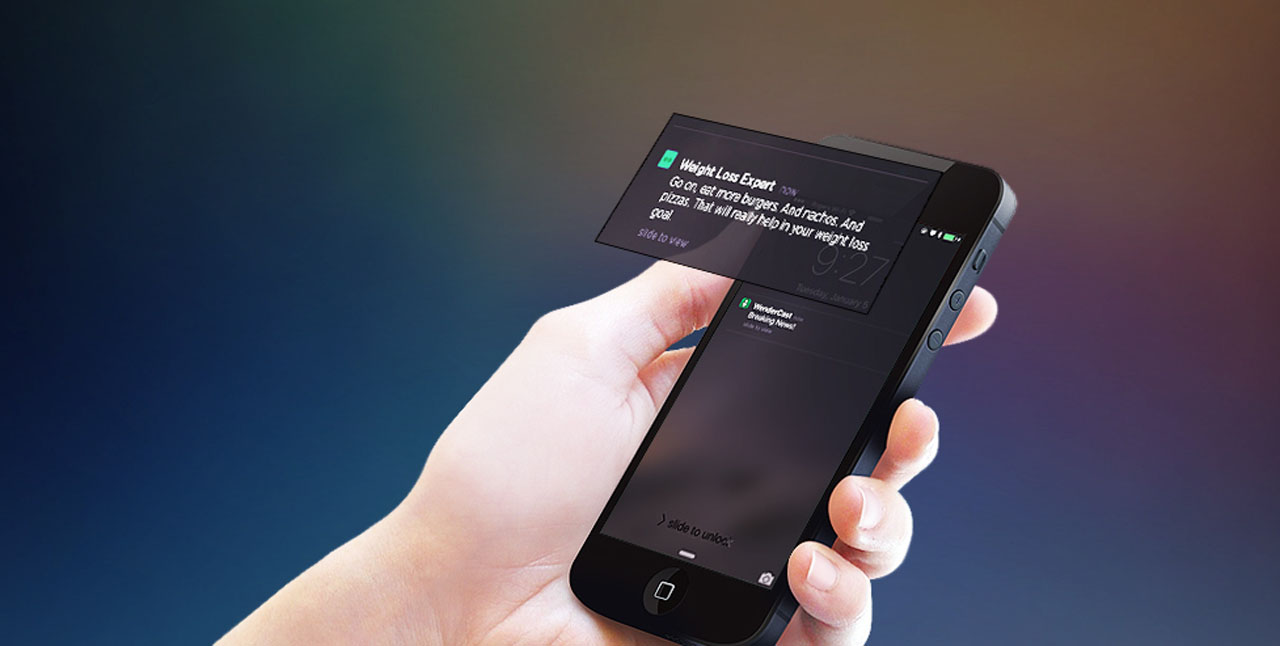 Weight Loss Expert now
Go on, eat more burgers. And nachos. And
pizzas. That will really help in your weight loss
goal.
slide to view
9:27
Tuesday, January 6
WenderCast now
Breaking News!
slide to view
> slide to unlock